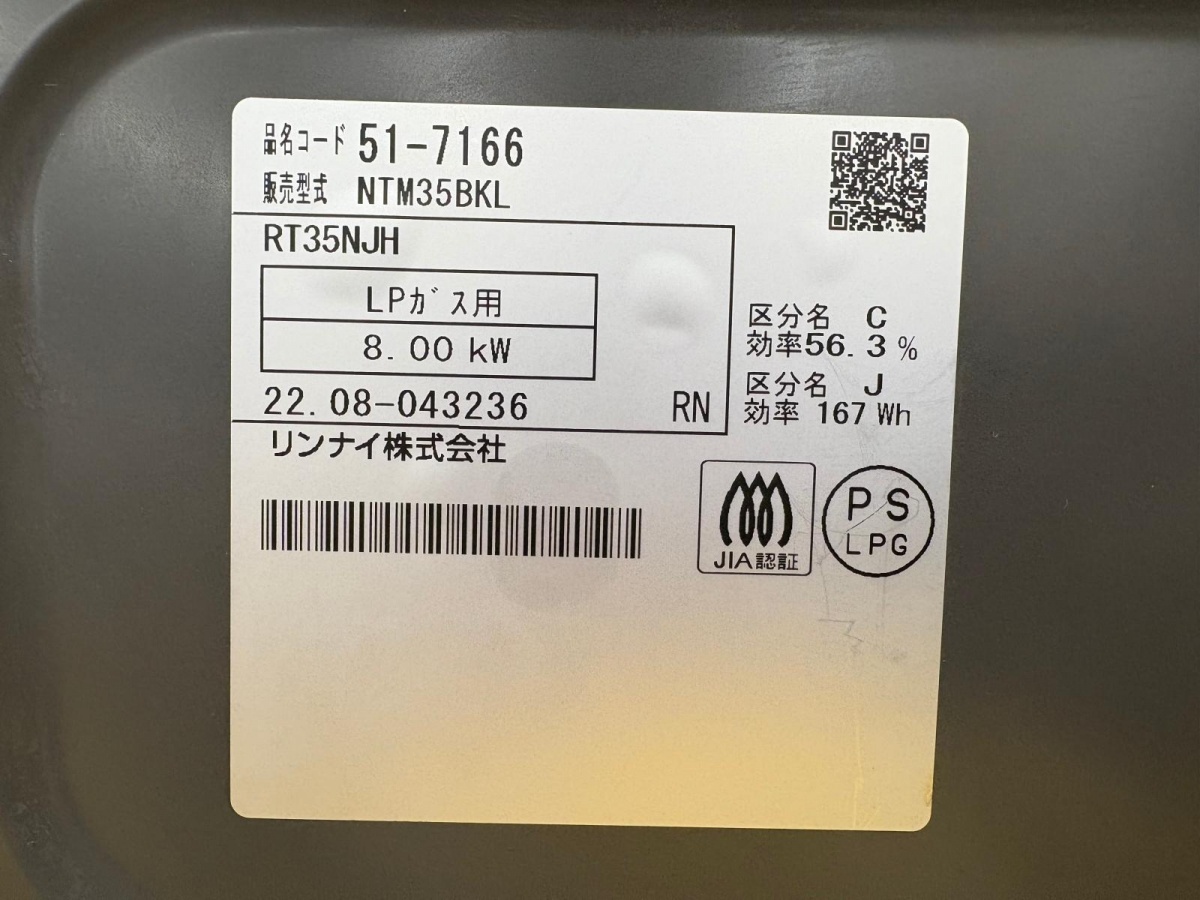 品名コード 51-7166
販売型式 NTM35BKL
RT35NJH
LPガス用
8.00 kW
22.08-043236 RN
リンナイ株式会社
区分名 C
効率56.3 %
区分名 J
効率 167 Wh
JIA認証
PS
LPG